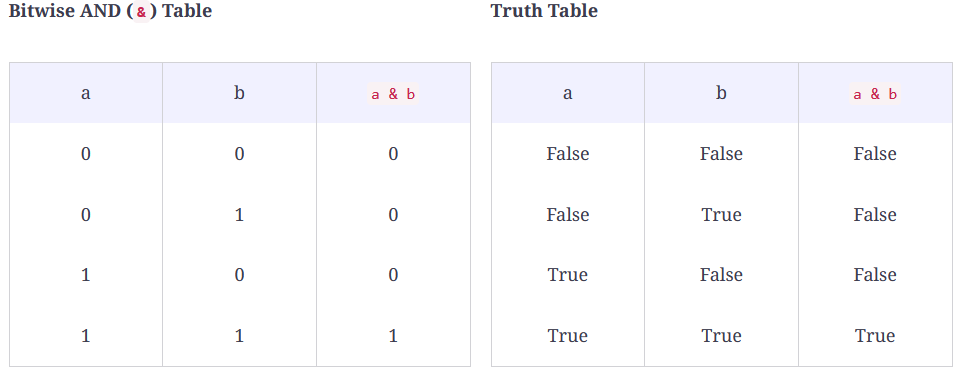 Bitwise AND (&) Table
a b a & b
0 0 0
0 1 0
1 0 0
1 1 1
Truth Table
a b a & b
False False False
False True False
True False False
True True True